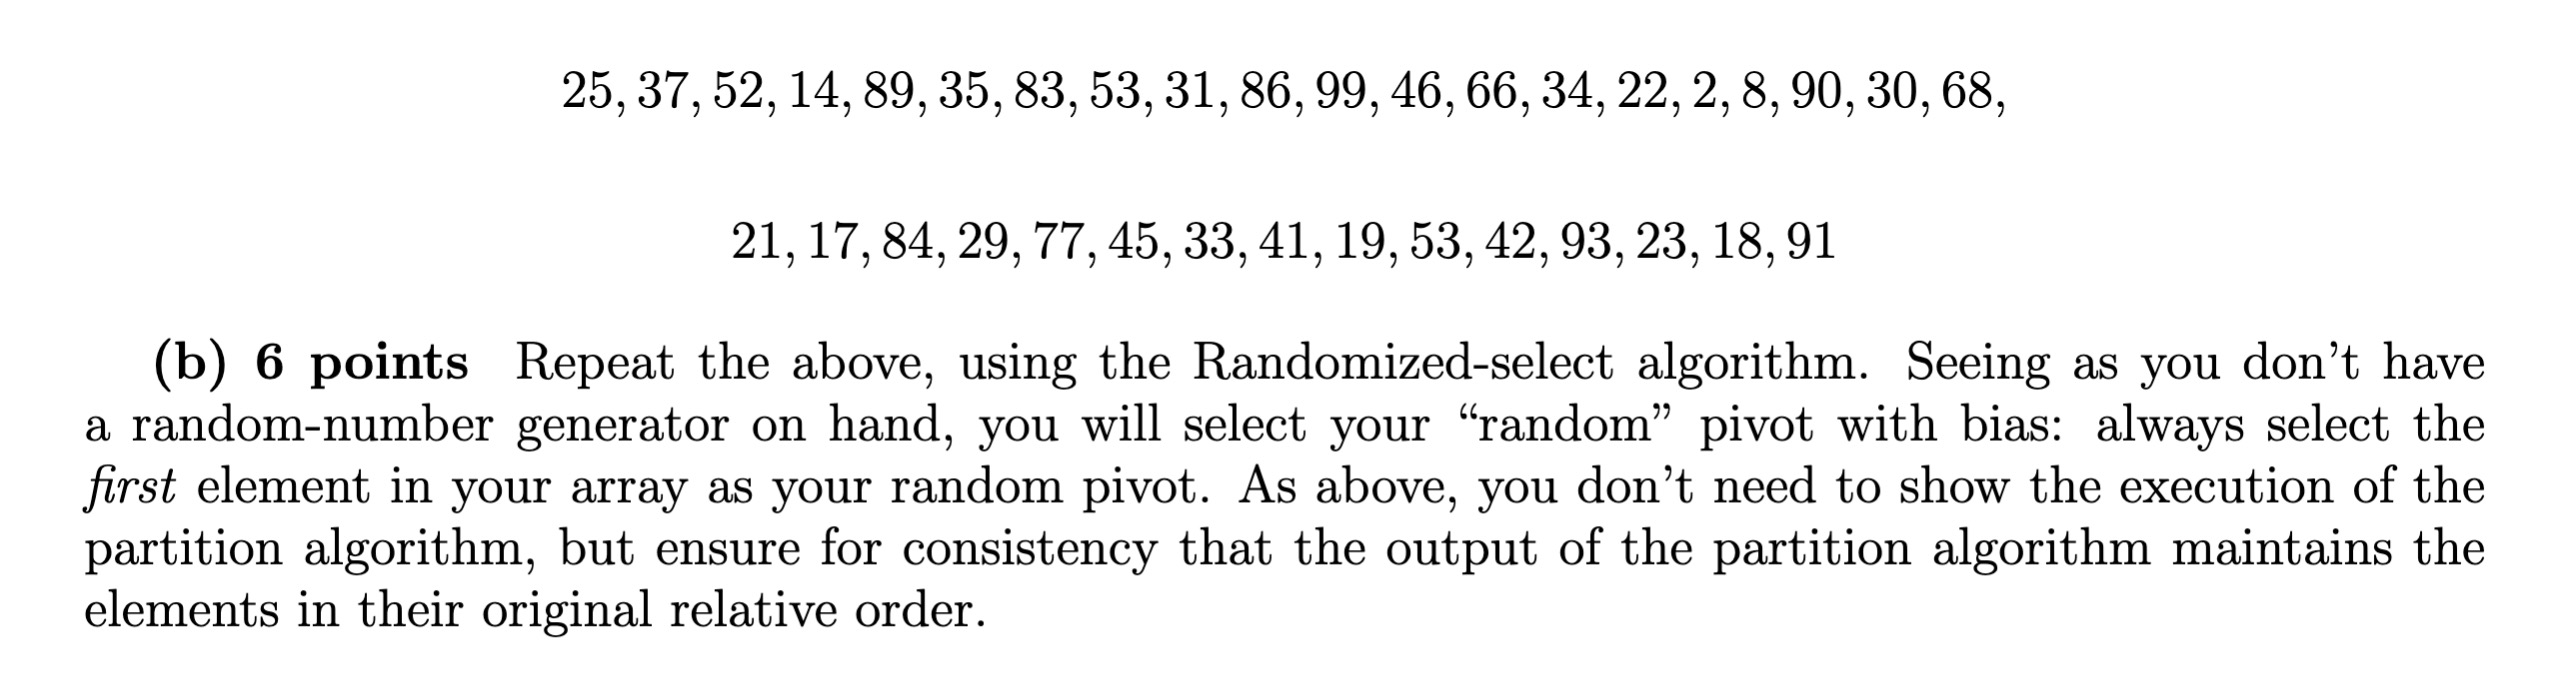 25, 37, 52, 14, 89, 35, 83, 53, 31, 86, 99, 46, 66, 34, 22, 2, 8, 90, 30, 68,
21, 17, 84, 29, 77, 45, 33, 41, 19, 53, 42, 93, 23, 18, 91
(b) 6 points Repeat the above, using the Randomized-select algorithm. Seeing as you don’t have
a random-number generator on hand, you will select your “random” pivot with bias: always select the
first element in your array as your random pivot. As above, you don’t need to show the execution of the
partition algorithm, but ensure for consistency that the output of the partition algorithm maintains the
elements in their original relative order.